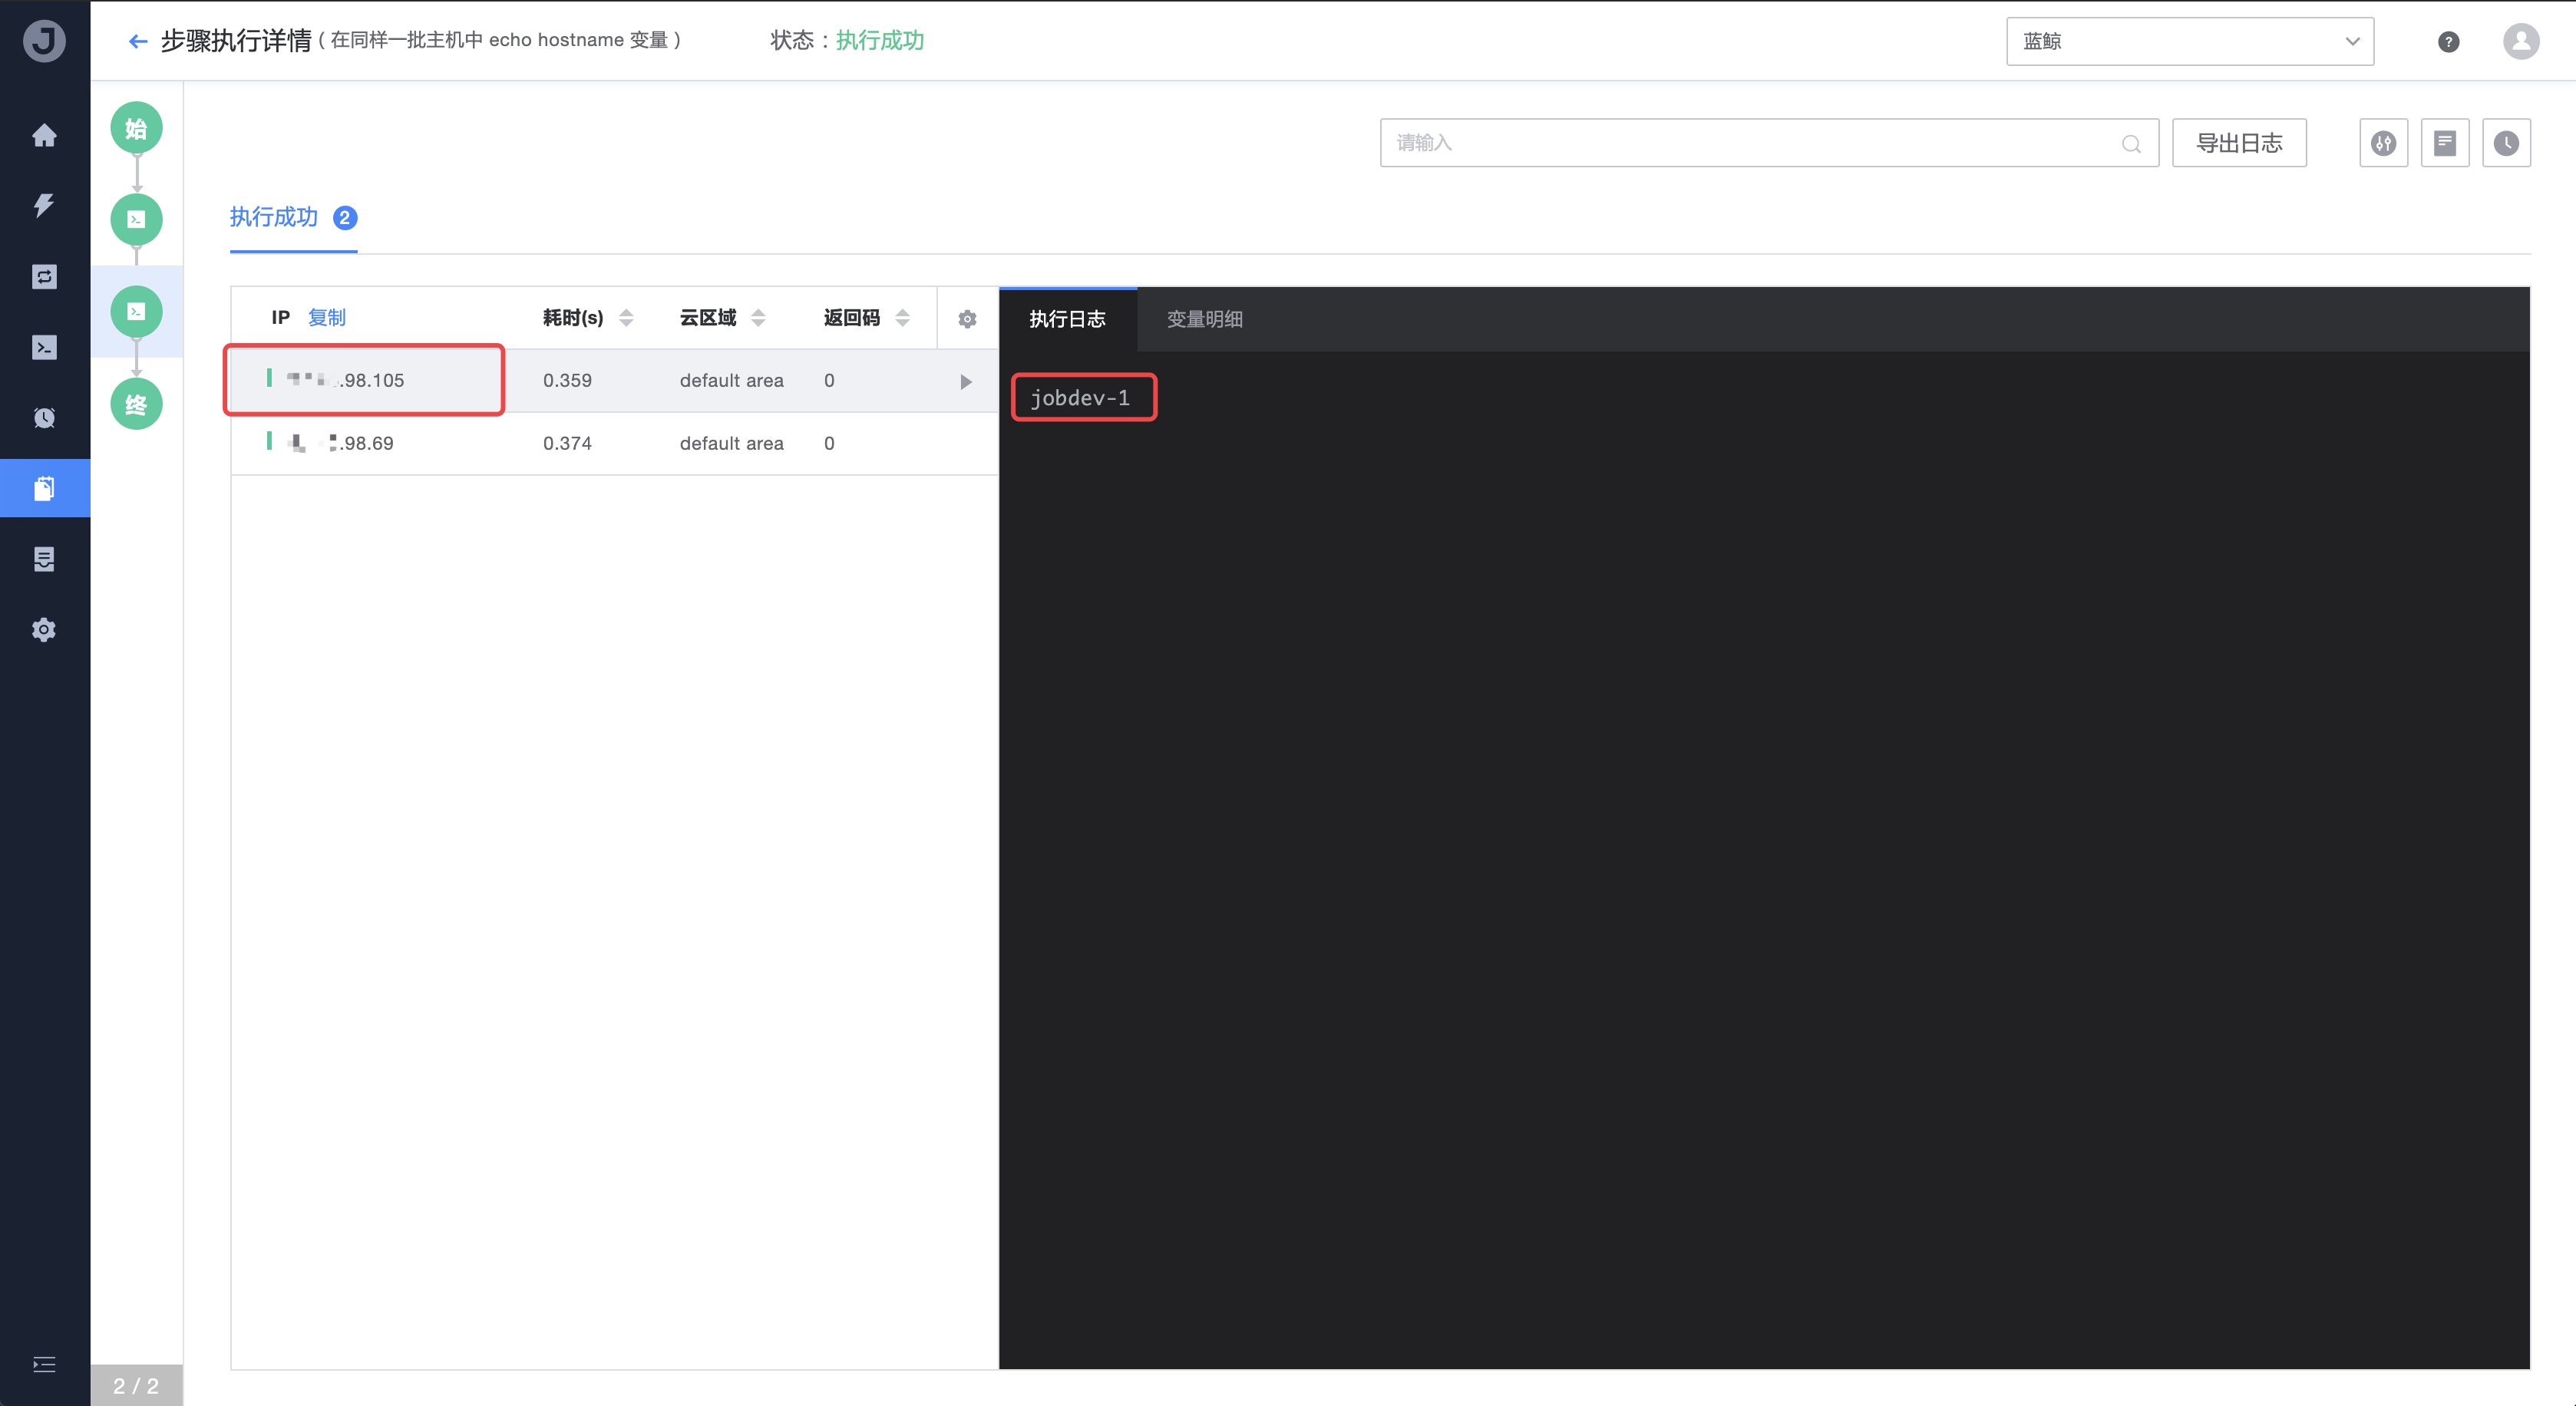 J
步骤执行详情 ( 在同样一批主机中 echo hostname 变量 )
状态：执行成功
蓝鲸
?
始
终
请输入
导出日志
执行成功 2
IP 复制 耗时(s) 云区域 返回码
.98.105 0.359 default area 0
.98.69 0.374 default area 0
执行日志 变量明细
jobdev-1
2 / 2